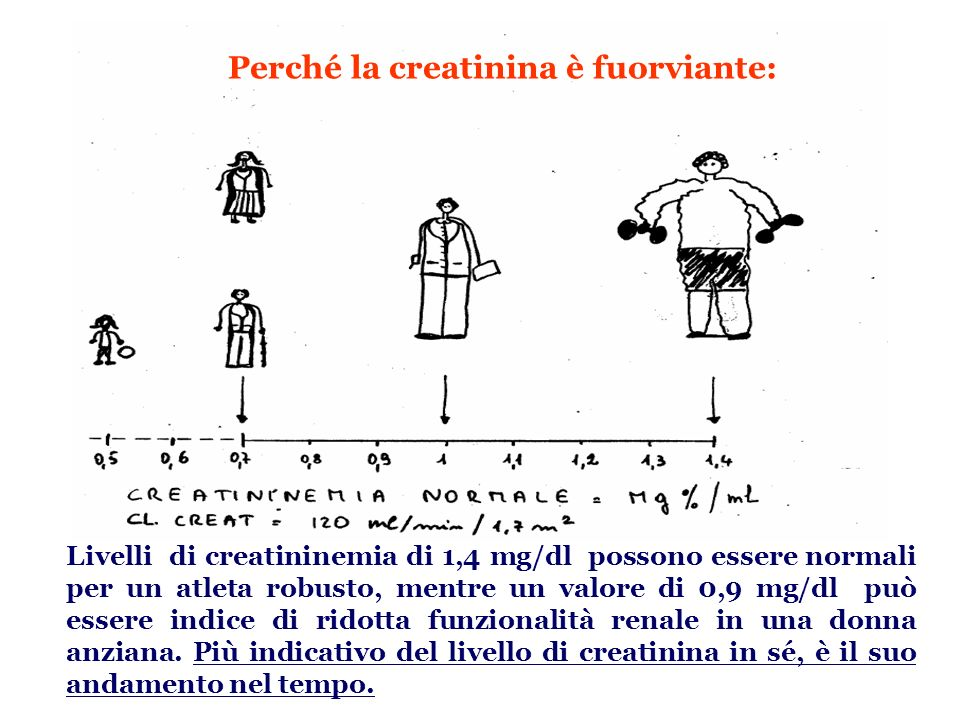 Perché la creatinina è fuorviante:
0,5 0,6 0,7 0,8 0,9 1 1,1 1,2 1,3 1,4
CREATININEMIA NORMALE = Mg %/ml
CL. CREAT = 120 ml/min/1,7 m²
Livelli di creatininemia di 1,4 mg/dl possono essere normali
per un atleta robusto, mentre un valore di 0,9 mg/dl può
essere indice di ridotta funzionalità renale in una donna
anziana. Più indicativo del livello di creatinina in sé, è il suo
andamento nel tempo.